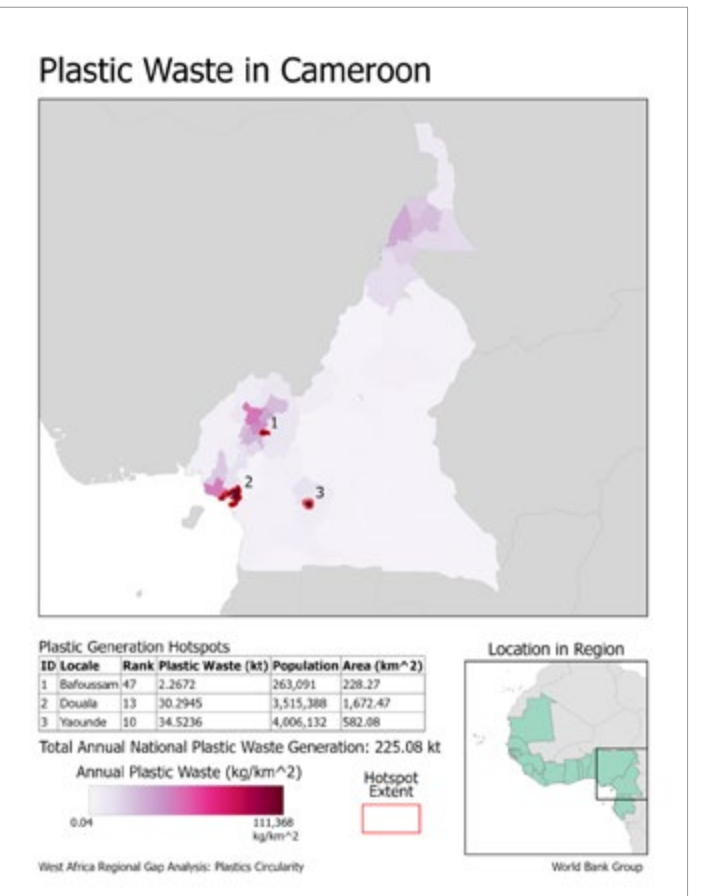 Plastic Waste in Cameroon
1
2
3
Plastic Generation Hotspots
ID Locale Rank Plastic Waste (kt) Population Area (km^2)
1 Bafoussam 47 2.2672 263,091 228.27
2 Douala 13 30.2945 3,515,388 1,672.47
3 Yaounde 10 34.5236 4,006,132 582.08
Total Annual National Plastic Waste Generation: 225.08 kt
Annual Plastic Waste (kg/km^2)
0.04
111,368
kg/km^2
Hotspot
Extent
Location in Region
West Africa Regional Gap Analysis: Plastics Circularity
World Bank Group